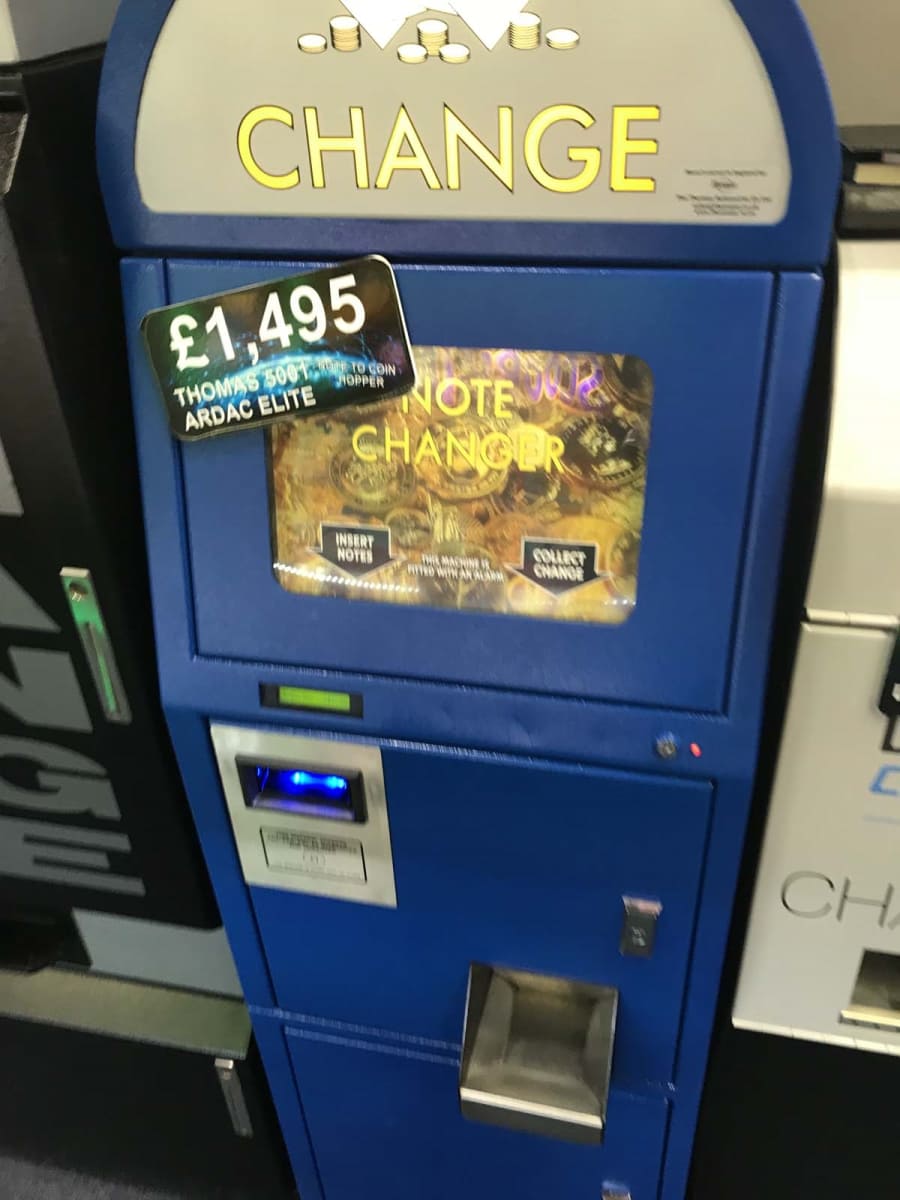 CHANGE
£1,495
THOMAS 5001 NOTE TO COIN
HOPPER
ARDAC ELITE
NOTE
CHANGER
INSERT
NOTES
THIS MACHINE IS
FITTED WITH AN ALARM
COLLECT
CHANGE
NGE
CHA